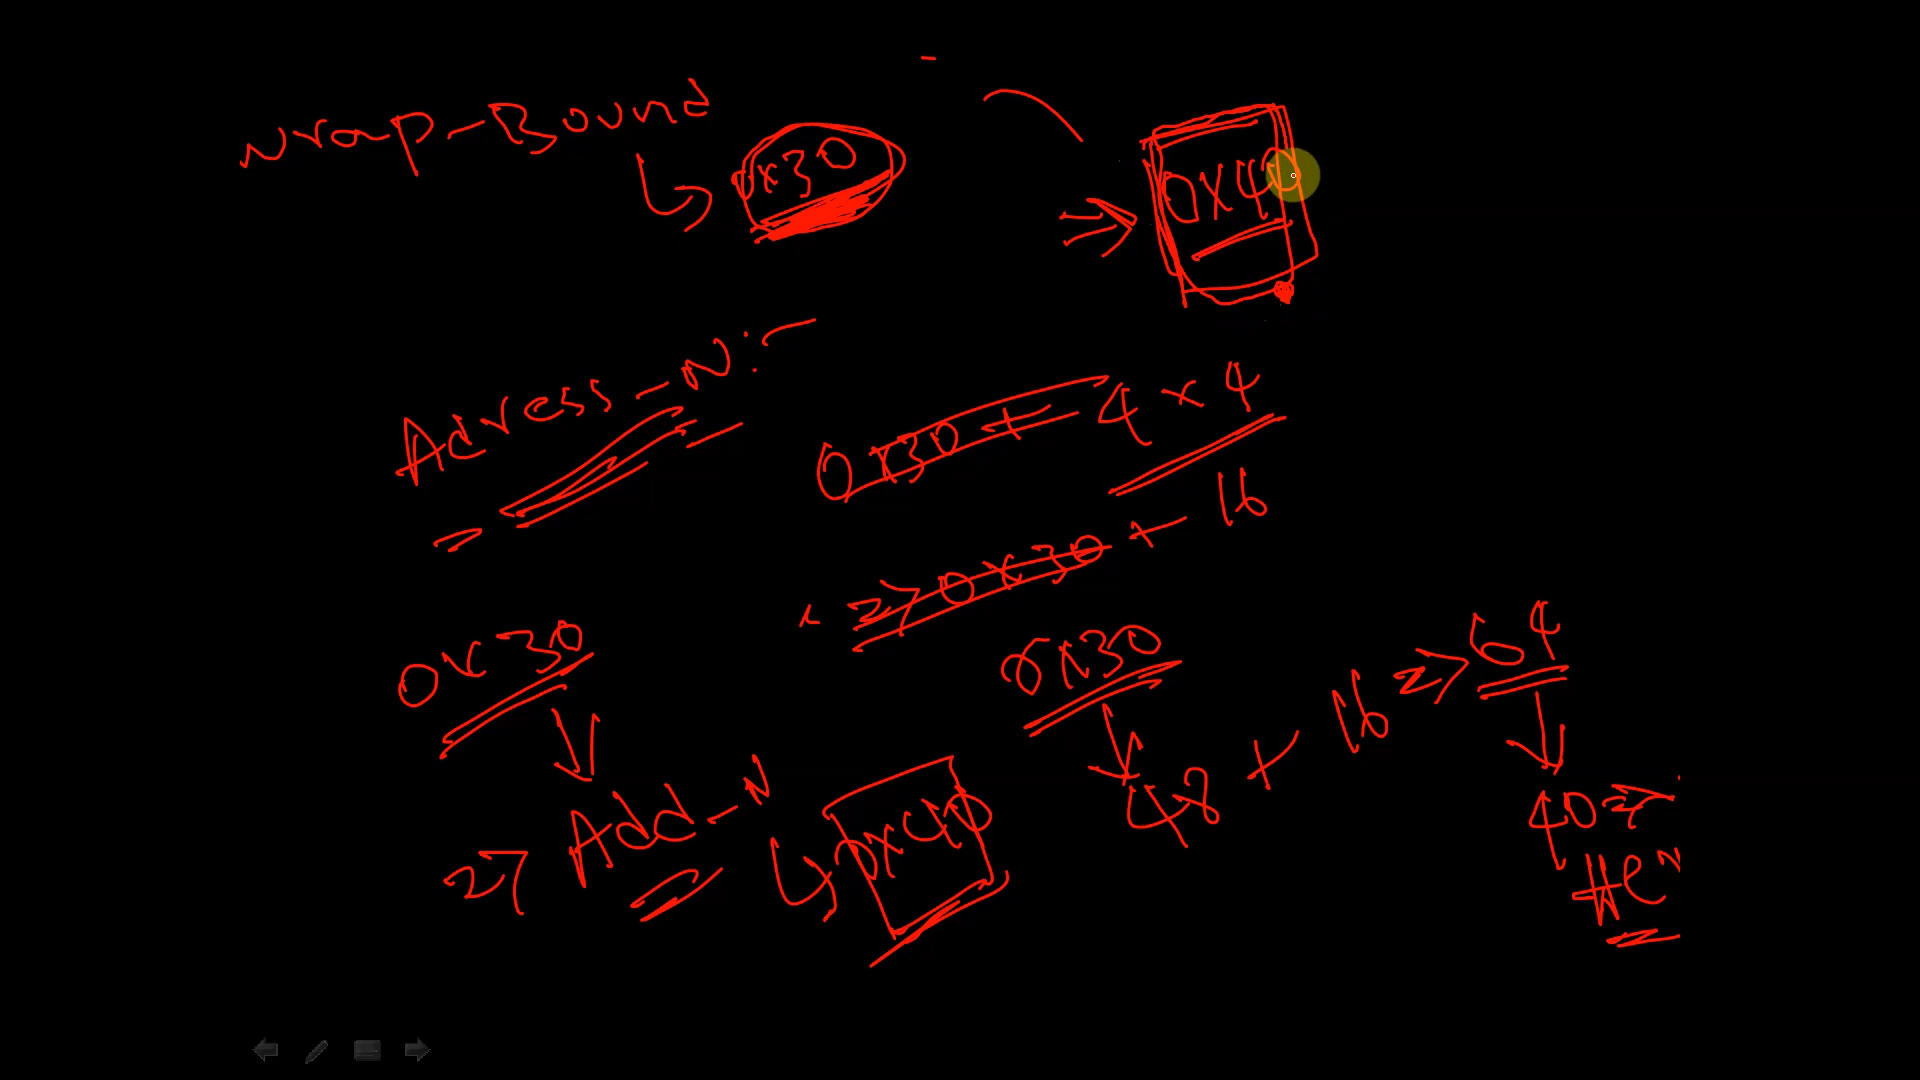 wrap-Bound
0x30
0x40
Adress-N:-
0x30 + 4 x 4
=> 0x30 + 16
0x30
0x30
48 + 16 => 64
=> Add-N
0x40
40 =>